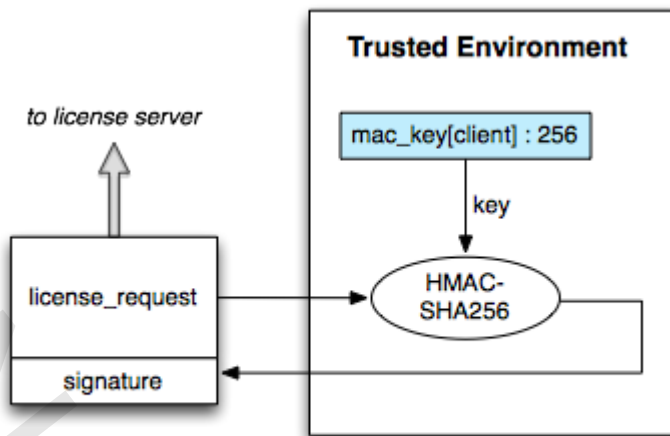 Trusted Environment
to license server
mac_key[client] : 256
key
license_request
HMAC-
SHA256
signature